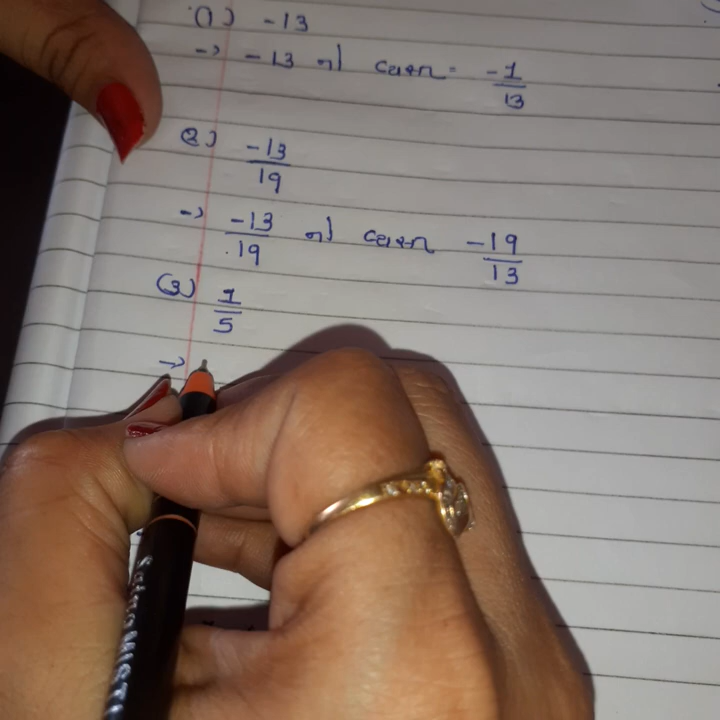 (1) -13
→ -13 નો વ્યસ્ત = -1/13
(2) -13/19
→ -13/19 નો વ્યસ્ત -19/13
(3) 1/5
→